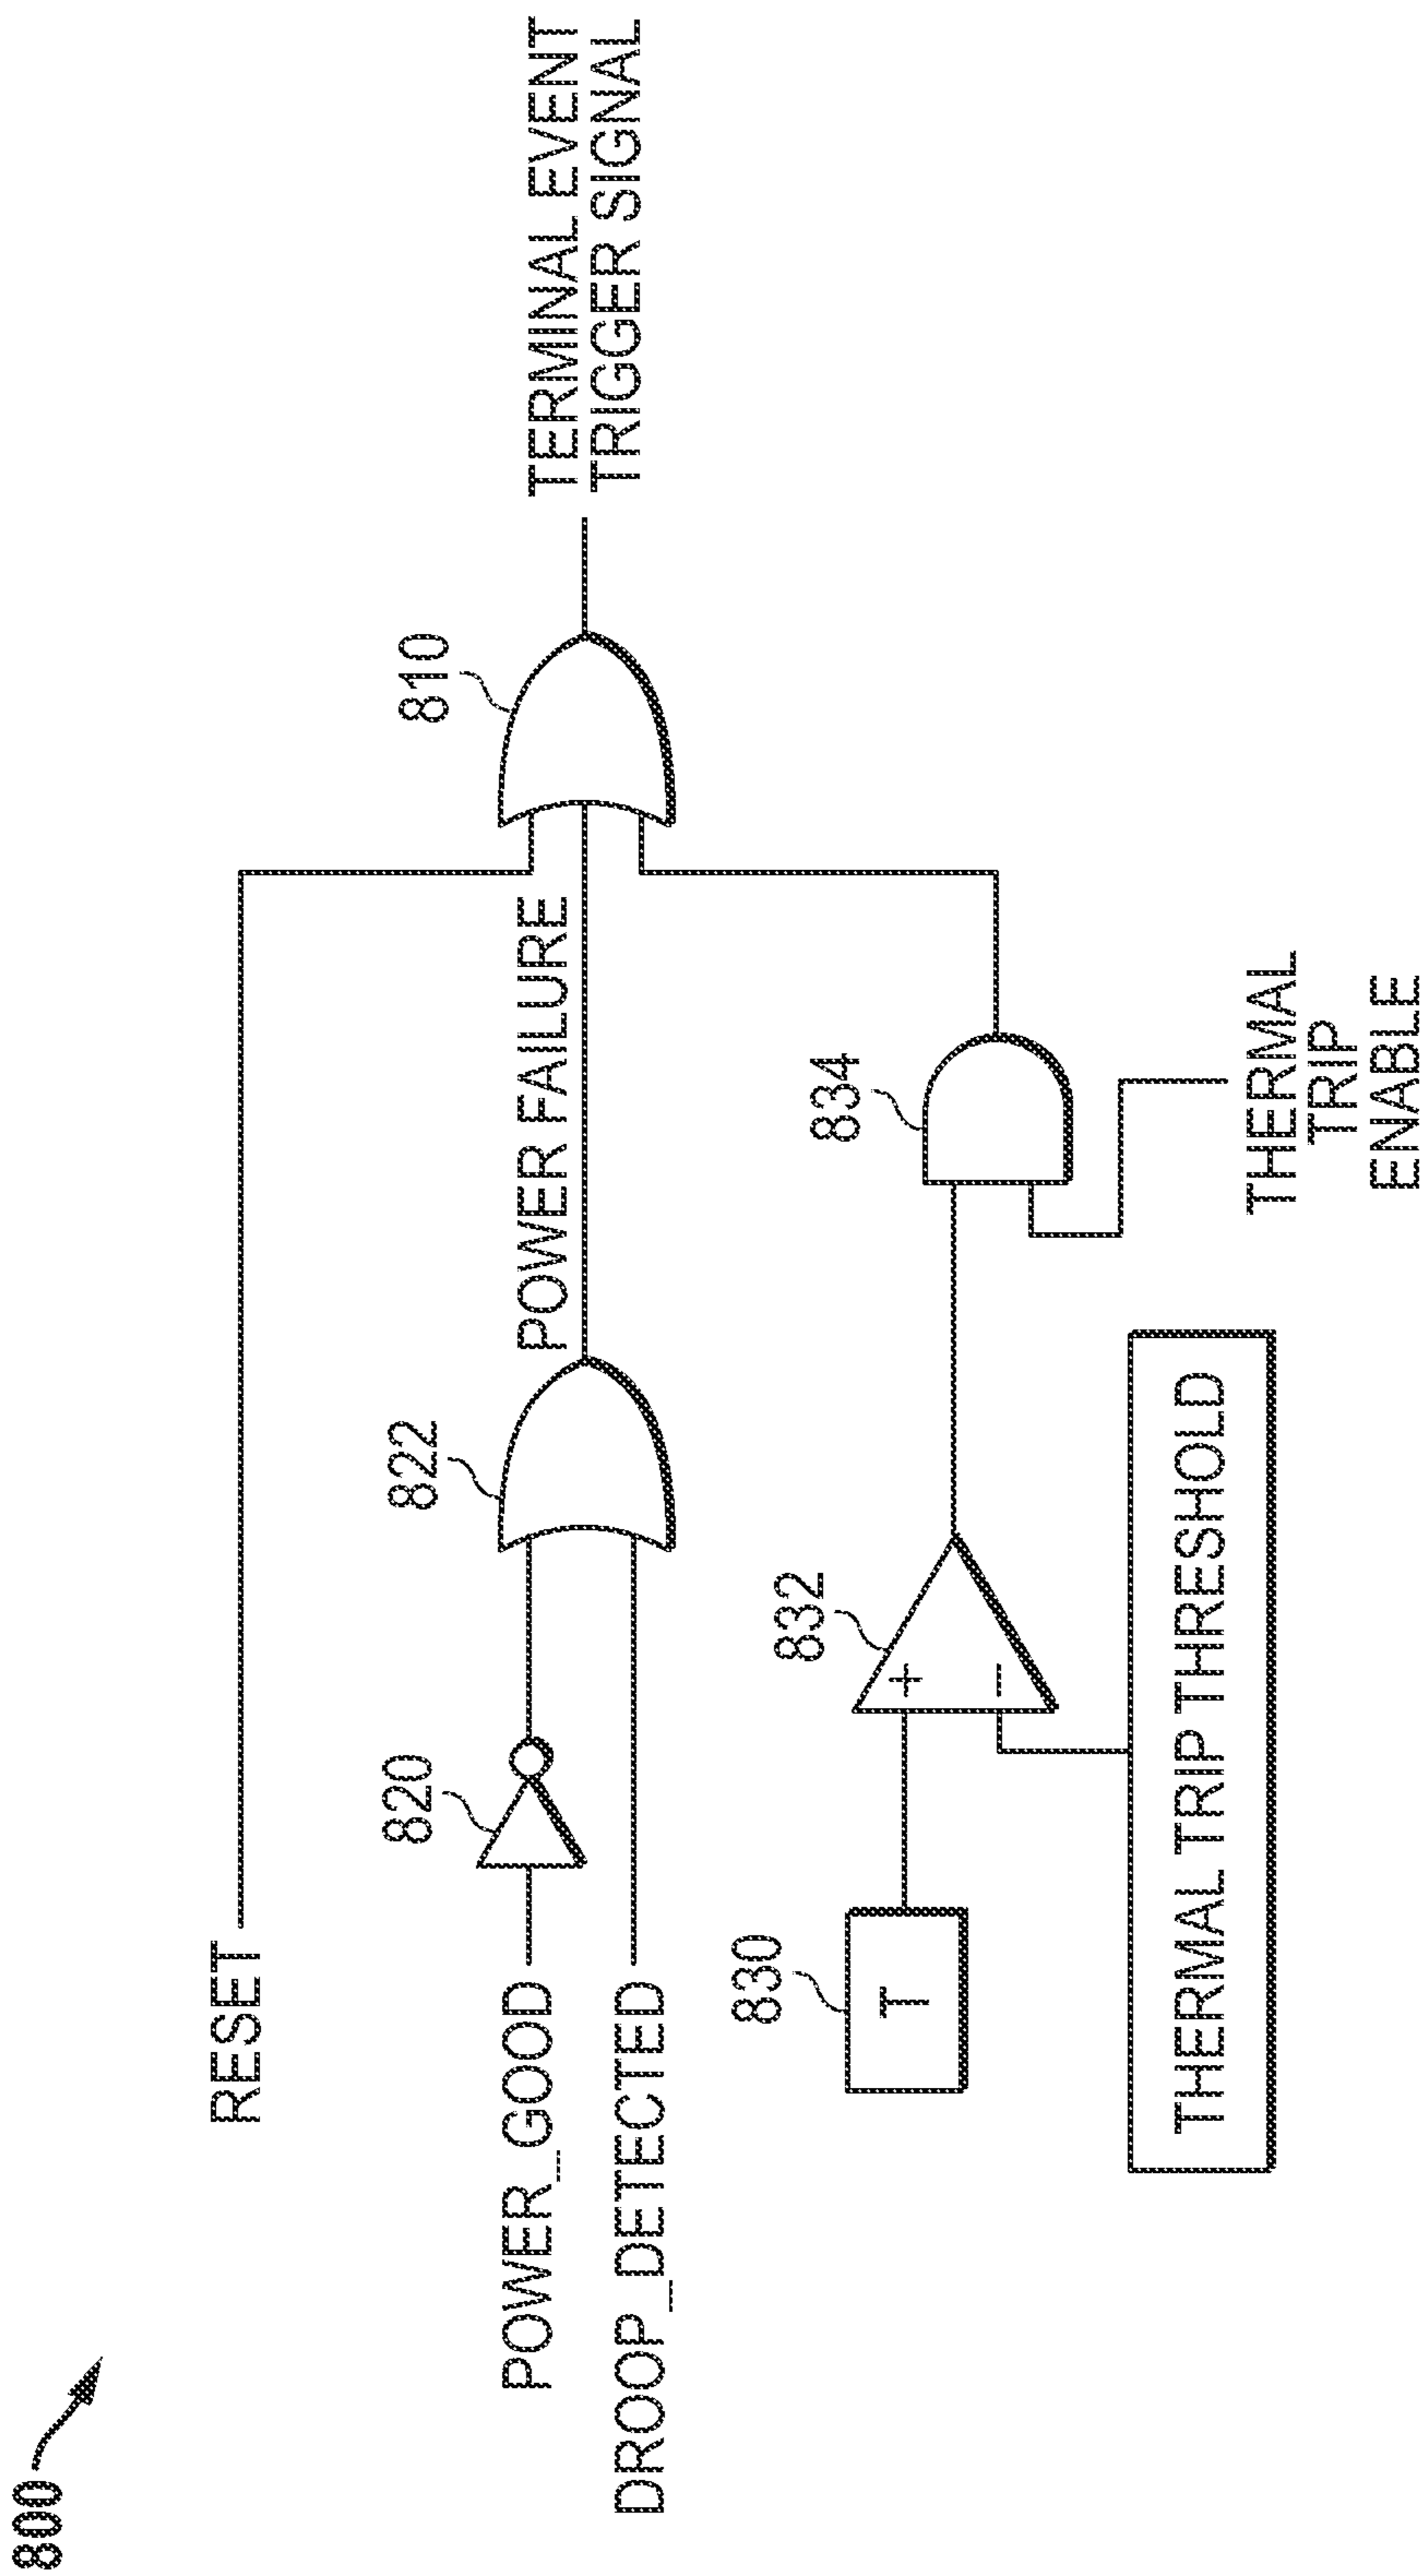 800
RESET
810
TERMINAL EVENT
TRIGGER SIGNAL
POWER_GOOD
820
822
POWER FAILURE
DROOP_DETECTED
830
T
832
+
−
834
THERMAL TRIP THRESHOLD
THERMAL
TRIP
ENABLE